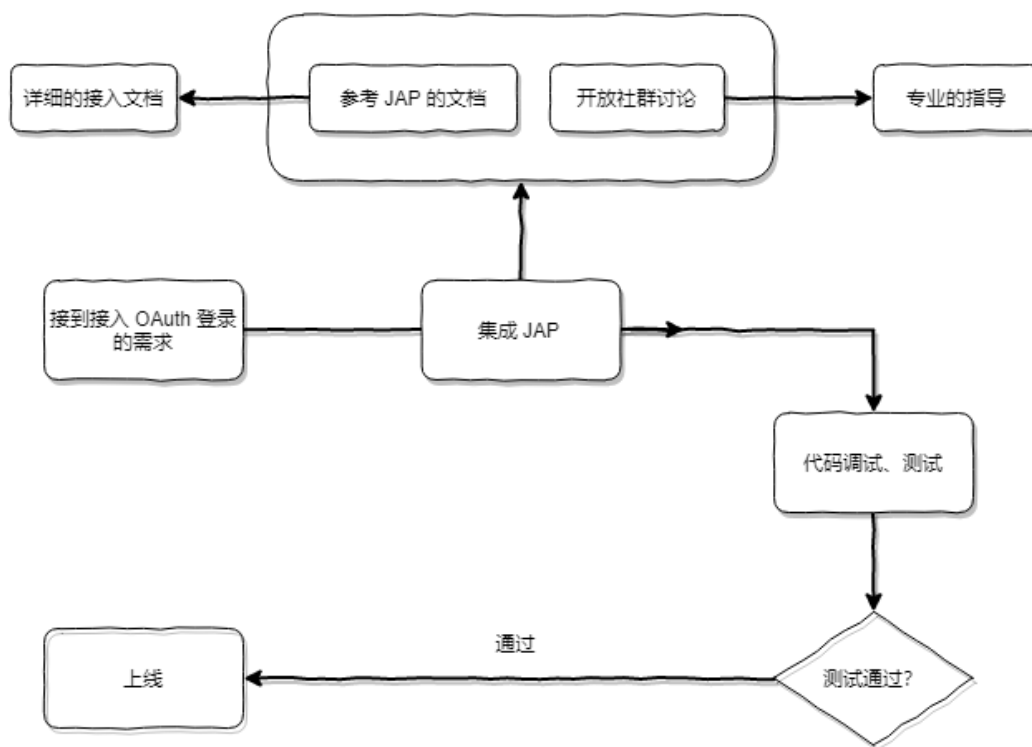 详细的接入文档
参考 JAP 的文档
开放社群讨论
专业的指导
接到接入 OAuth 登录
的需求
集成 JAP
代码调试、测试
通过
上线
测试通过?